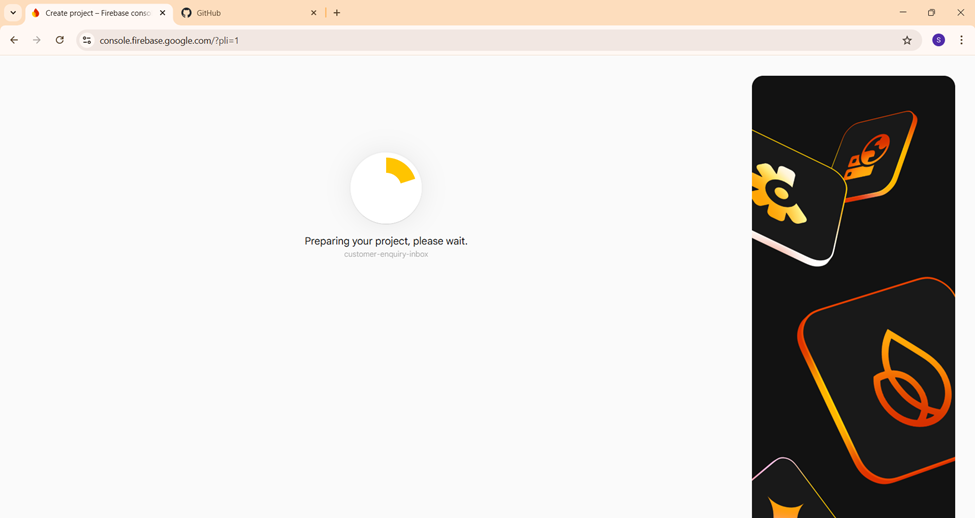 Create project – Firebase conso
GitHub
console.firebase.google.com/?pli=1
S
Preparing your project, please wait.
customer-enquiry-inbox